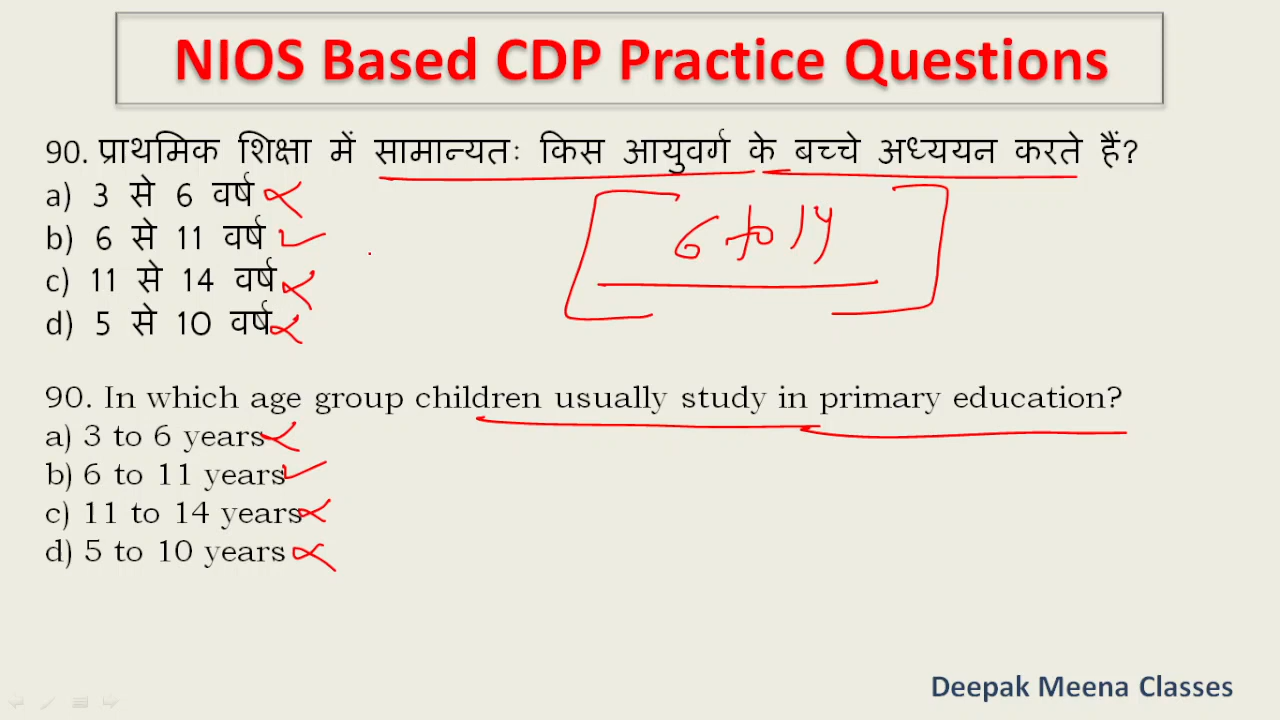 NIOS Based CDP Practice Questions
90. प्राथमिक शिक्षा में सामान्यतः किस आयुवर्ग के बच्चे अध्ययन करते हैं?
a) 3 से 6 वर्ष
b) 6 से 11 वर्ष
6 to 14
c) 11 से 14 वर्ष
d) 5 से 10 वर्ष
90. In which age group children usually study in primary education?
a) 3 to 6 years
b) 6 to 11 years
c) 11 to 14 years
d) 5 to 10 years
Deepak Meena Classes